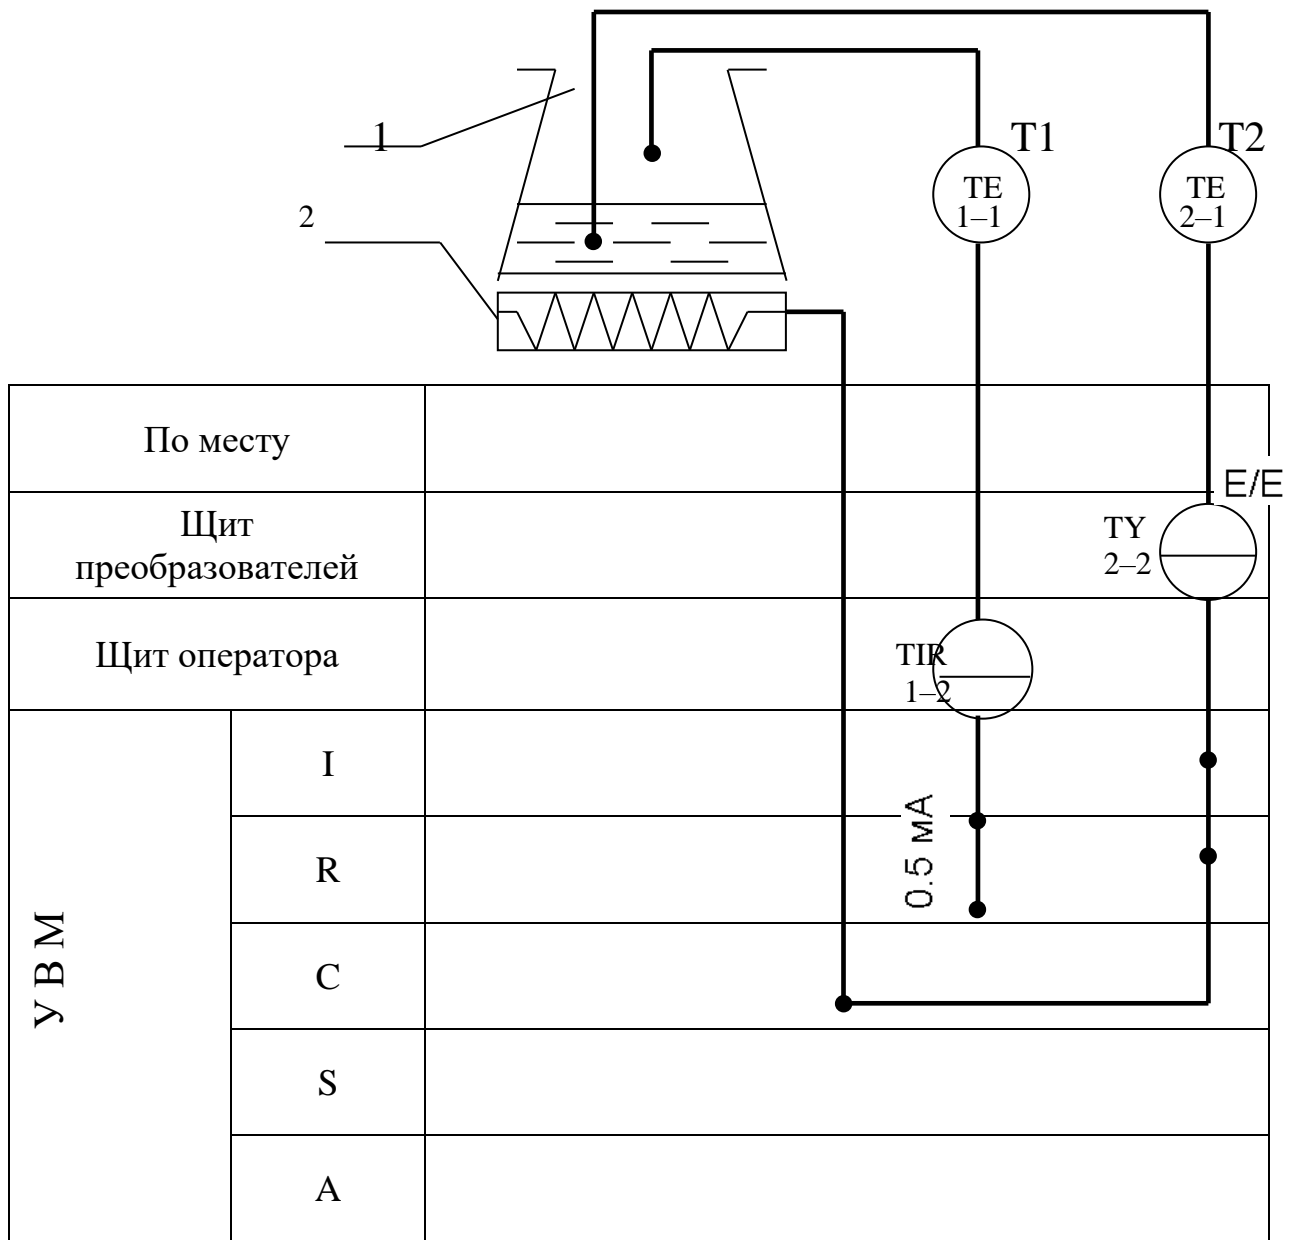 1
T1
T2
TE
1–1
TE
2–1
2
По месту
E/E
Щит
преобразователей
TY
2–2
Щит оператора
TIR
1–2
У В М
I
0.5 мА
R
C
S
A